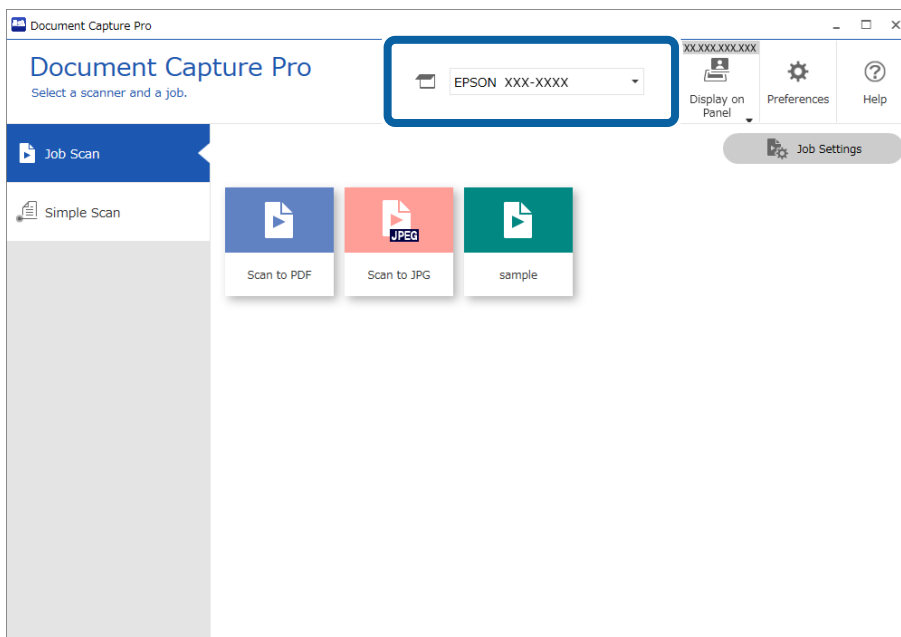 Document Capture Pro
Document Capture Pro
Select a scanner and a job.
EPSON XXX-XXXX
XX.XXX.XXX.XXX
Display on
Panel
Preferences
Help
Job Scan
Job Settings
Simple Scan
JPEG
Scan to PDF
Scan to JPG
sample